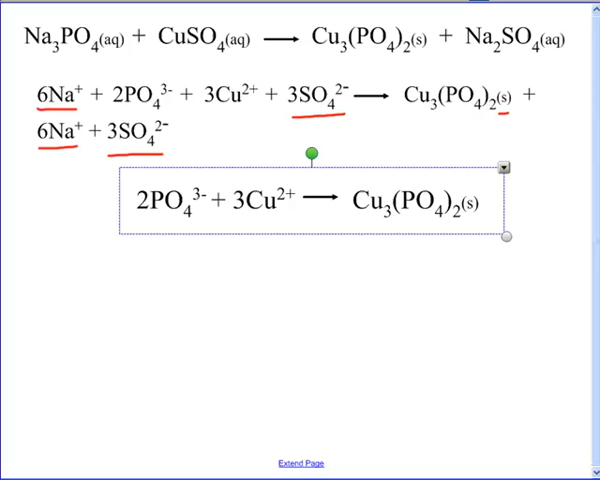 Na₃PO₄(aq) + CuSO₄(aq) ⟶ Cu₃(PO₄)₂(s) + Na₂SO₄(aq)
6Na⁺ + 2PO₄³⁻ + 3Cu²⁺ + 3SO₄²⁻ ⟶ Cu₃(PO₄)₂(s) +
6Na⁺ + 3SO₄²⁻
2PO₄³⁻ + 3Cu²⁺ ⟶ Cu₃(PO₄)₂(s)
Extend Page